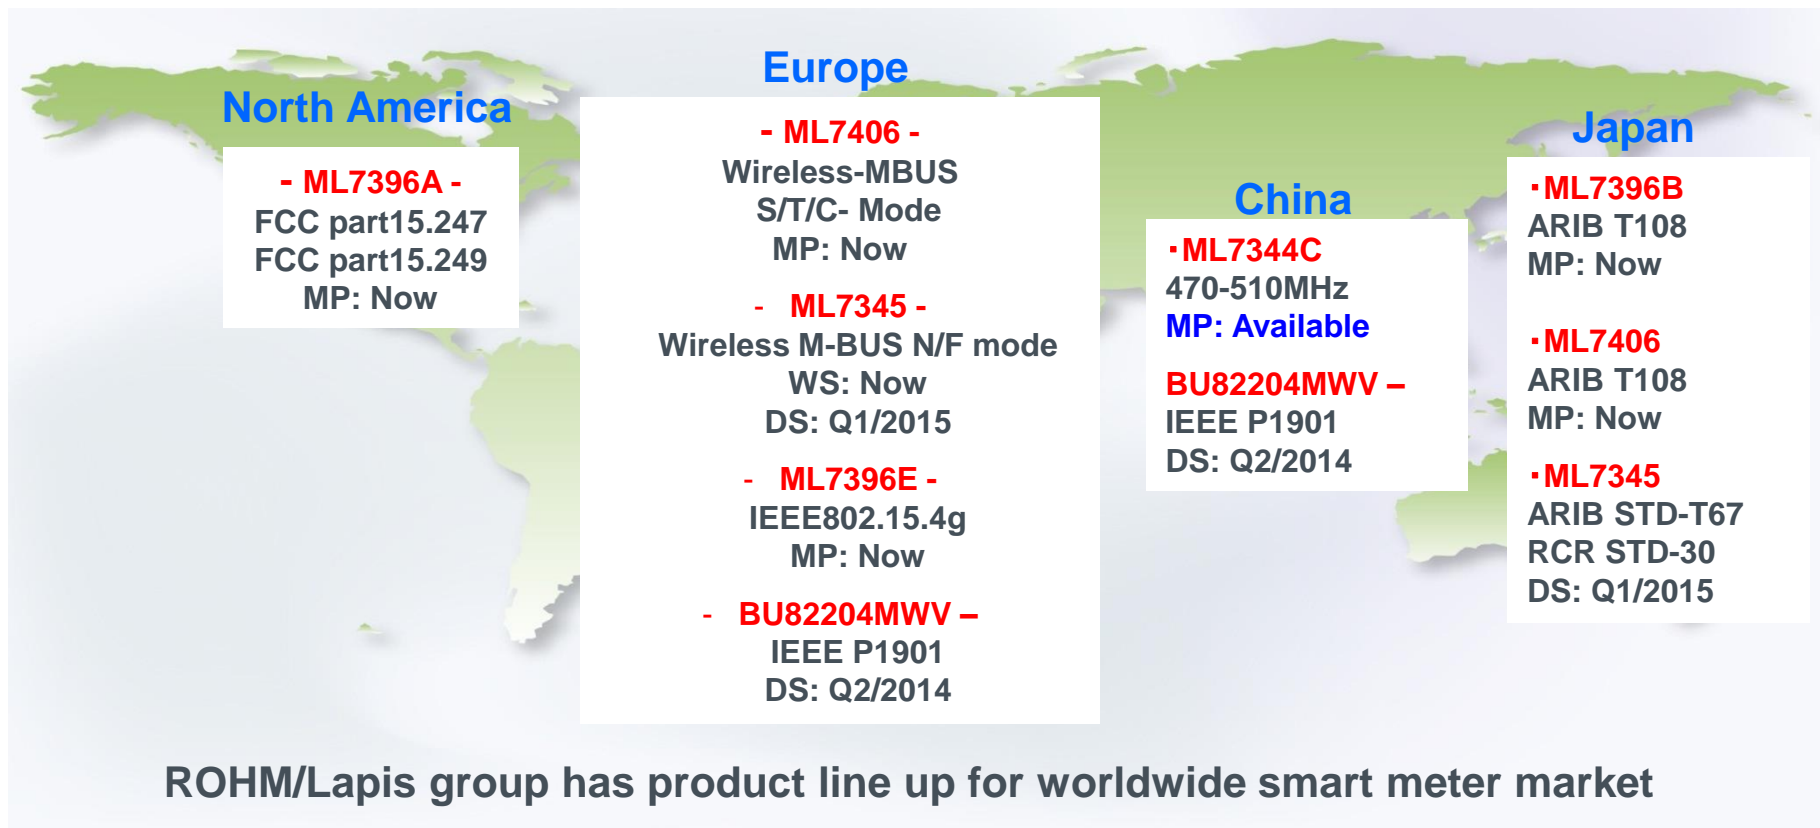 North America
- ML7396A -
FCC part15.247
FCC part15.249
MP: Now
Europe
- ML7406 -
Wireless-MBUS
S/T/C- Mode
MP: Now
- ML7345 -
Wireless M-BUS N/F mode
WS: Now
DS: Q1/2015
- ML7396E -
IEEE802.15.4g
MP: Now
- BU82204MWV –
IEEE P1901
DS: Q2/2014
China
・ML7344C
470-510MHz
MP: Available
BU82204MWV –
IEEE P1901
DS: Q2/2014
Japan
・ML7396B
ARIB T108
MP: Now
・ML7406
ARIB T108
MP: Now
・ML7345
ARIB STD-T67
RCR STD-30
DS: Q1/2015
ROHM/Lapis group has product line up for worldwide smart meter market